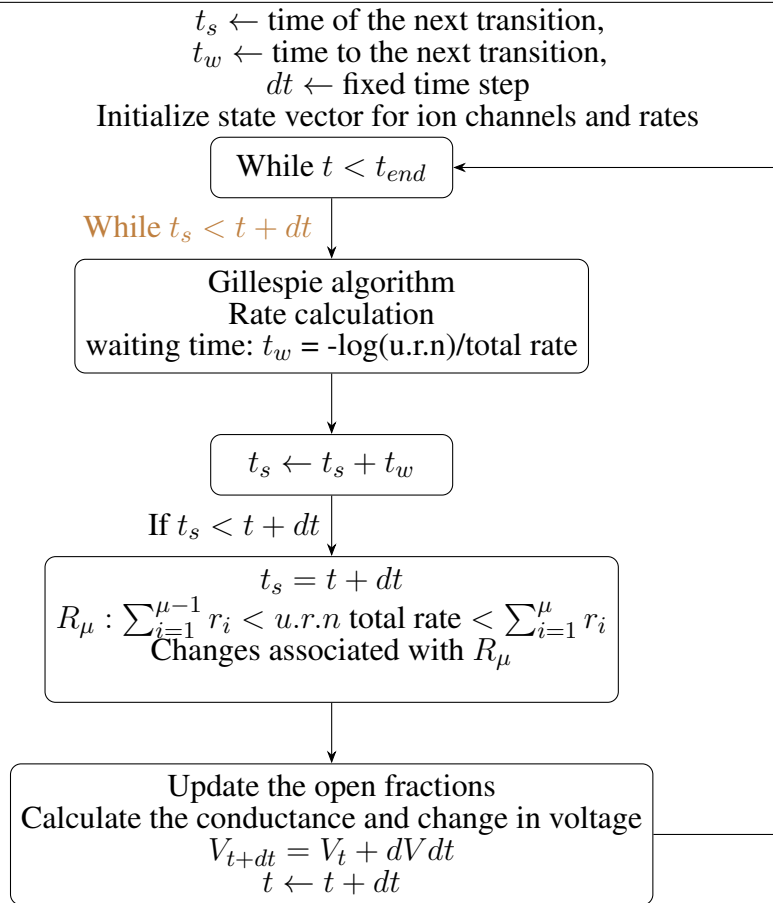 t_s ← time of the next transition,
t_w ← time to the next transition,
dt ← fixed time step
Initialize state vector for ion channels and rates
While t < t_{end}
While t_s < t + dt
Gillespie algorithm
Rate calculation
waiting time: t_w = -log(u.r.n)/total rate
t_s ← t_s + t_w
If t_s < t + dt
t_s = t + dt
R_μ : ∑_{i=1}^{μ−1} r_i < u.r.n total rate < ∑_{i=1}^{μ} r_i
Changes associated with R_μ
Update the open fractions
Calculate the conductance and change in voltage
V_{t+dt} = V_t + dV dt
t ← t + dt